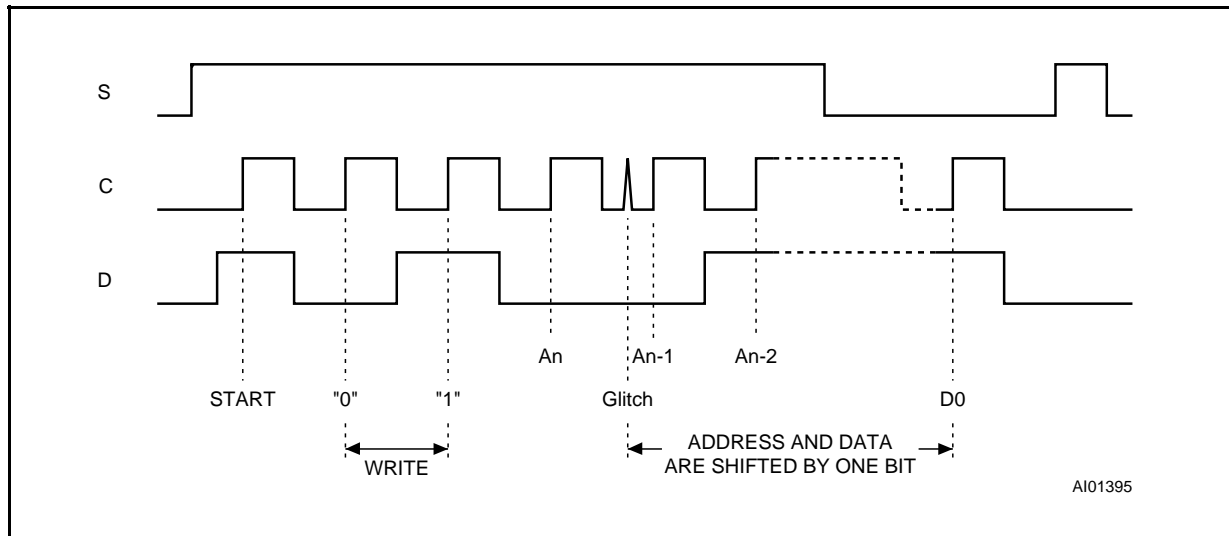 S
C
D
An An-1 An-2
START "0" "1" Glitch D0
WRITE
ADDRESS AND DATA
ARE SHIFTED BY ONE BIT
AI01395